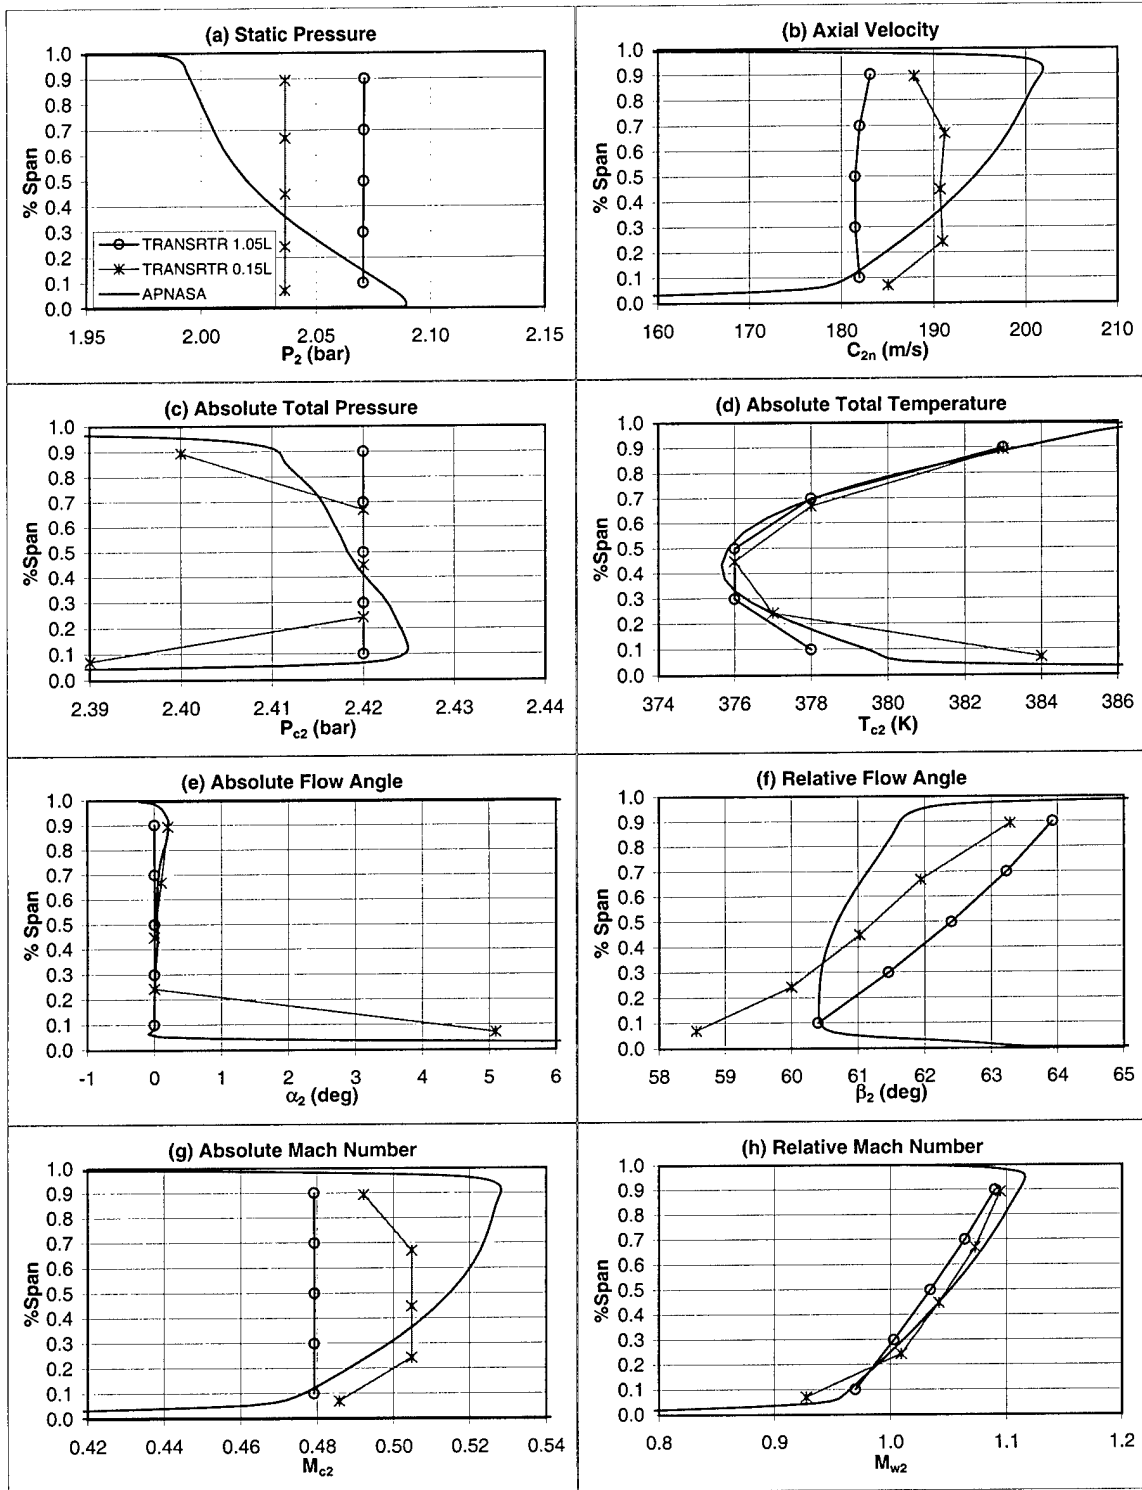 (a) Static Pressure
1.0
0.9
0.8
0.7
0.6
0.5
0.4
0.3
0.2
0.1
0.0
% Span
TRANSRTR 1.05L
TRANSRTR 0.15L
APNASA
1.95 2.00 2.05 2.10 2.15
P2 (bar)
(b) Axial Velocity
1.0
0.9
0.8
0.7
0.6
0.5
0.4
0.3
0.2
0.1
0.0
% Span
160 170 180 190 200 210
C2n (m/s)
(c) Absolute Total Pressure
1.0
0.9
0.8
0.7
0.6
0.5
0.4
0.3
0.2
0.1
0.0
%Span
2.39 2.40 2.41 2.42 2.43 2.44
Pc2 (bar)
(d) Absolute Total Temperature
1.0
0.9
0.8
0.7
0.6
0.5
0.4
0.3
0.2
0.1
0.0
%Span
374 376 378 380 382 384 386
Tc2 (K)
(e) Absolute Flow Angle
1.0
0.9
0.8
0.7
0.6
0.5
0.4
0.3
0.2
0.1
0.0
% Span
-1 0 1 2 3 4 5 6
α2 (deg)
(f) Relative Flow Angle
1.0
0.9
0.8
0.7
0.6
0.5
0.4
0.3
0.2
0.1
0.0
% Span
58 59 60 61 62 63 64 65
β2 (deg)
(g) Absolute Mach Number
1.0
0.9
0.8
0.7
0.6
0.5
0.4
0.3
0.2
0.1
0.0
%Span
0.42 0.44 0.46 0.48 0.50 0.52 0.54
Mc2
(h) Relative Mach Number
1.0
0.9
0.8
0.7
0.6
0.5
0.4
0.3
0.2
0.1
0.0
%Span
0.8 0.9 1.0 1.1 1.2
Mw2